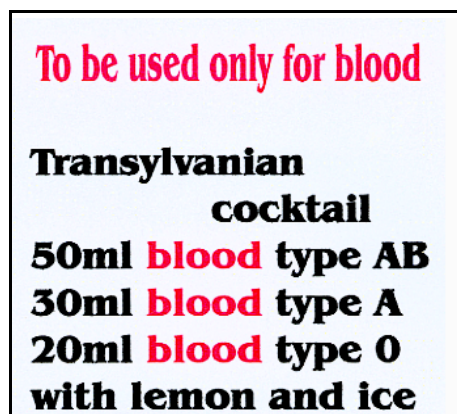 To be used only for blood
Transylvanian
cocktail
50ml blood type AB
30ml blood type A
20ml blood type 0
with lemon and ice